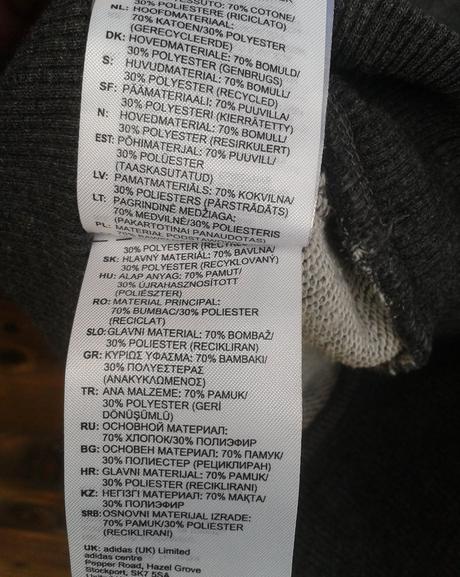 TESSUTO: 70% COTONE/
30% POLIESTERE (RICICLATO)
NL: HOOFDMATERIAAL:
70% KATOEN/30% POLYESTER
(GERECYCLEERDE)
DK: HOVEDMATERIALE: 70% BOMULD/
30% POLYESTER (GENBRUGS)
S: HUVUDMATERIAL: 70% BOMULL/
30% POLYESTER (RECYCLED)
SF: PÄÄMATERIAALI: 70% PUUVILLA/
30% POLYESTERI (KIERRÄTETTY)
N: HOVEDMATERIAL: 70% BOMULL/
30% POLYESTER (RESIRKULERT)
EST: PÕHIMATERJAL: 70% PUUVILL/
30% POLÜESTER
(TAASKASUTATUD)
LV: PAMATMATERIĀLS: 70% KOKVILNA/
30% POLIESTERS (PĀRSTRĀDĀTS)
LT: PAGRINDINĖ MEDŽIAGA:
70% MEDVILNĖ/30% POLIESTERIS
(PAKARTOTINAI PANAUDOTAS)
PL: MATERIAŁ
30% POLYESTER
SK: HLAVNÝ MATERIÁL: 70% BAVLNA/
30% POLYESTER (RECYKLOVANÝ)
HU: ALAP ANYAG: 70% PAMUT/
30% ÚJRAHASZNOSÍTOTT
(POLIÉSZTER)
RO: MATERIAL PRINCIPAL:
70% BUMBAC/30% POLIESTER
(RECICLAT)
SLO: GLAVNI MATERIAL: 70% BOMBAŽ/
30% POLIESTER (RECIKLIRAN)
GR: ΚΥΡΙΩΣ ΥΦΑΣΜΑ: 70% ΒΑΜΒΑΚΙ/
30% ΠΟΛΥΕΣΤΕΡΑΣ
(ΑΝΑΚΥΚΛΩΜΕΝΟΣ)
TR: ANA MALZEME: 70% PAMUK/
30% POLYESTER (GERİ
DÖNÜŞÜMLÜ)
RU: ОСНОВНОЙ МАТЕРИАЛ:
70% ХЛОПОК/30% ПОЛИЭФИР
BG: ОСНОВЕН МАТЕРИАЛ: 70% ПАМУК/
30% ПОЛИЕСТЕР (РЕЦИКЛИРАН)
HR: GLAVNI MATERIJAL: 70% PAMUK/
30% POLIESTER (RECIKLIRANI)
KZ: НЕГІЗГІ МАТЕРИАЛ: 70% МАҚТА/
30% ПОЛИЭФИР
SRB: OSNOVNI MATERIJAL IZRADE:
70% PAMUK/30% POLIESTER
(RECIKLIRANI)
UK: adidas (UK) Limited
adidas centre
Pepper Road, Hazel Grove
Stockport, SK7 5SA